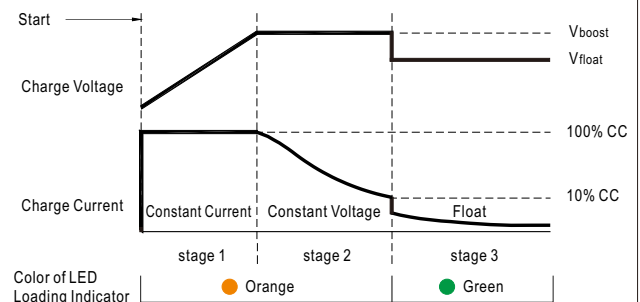 Start
Vboost
Vfloat
Charge Voltage
100% CC
10% CC
Charge Current
Constant Current
Constant Voltage
Float
stage 1
stage 2
stage 3
Color of LED
Loading Indicator
Orange
Green